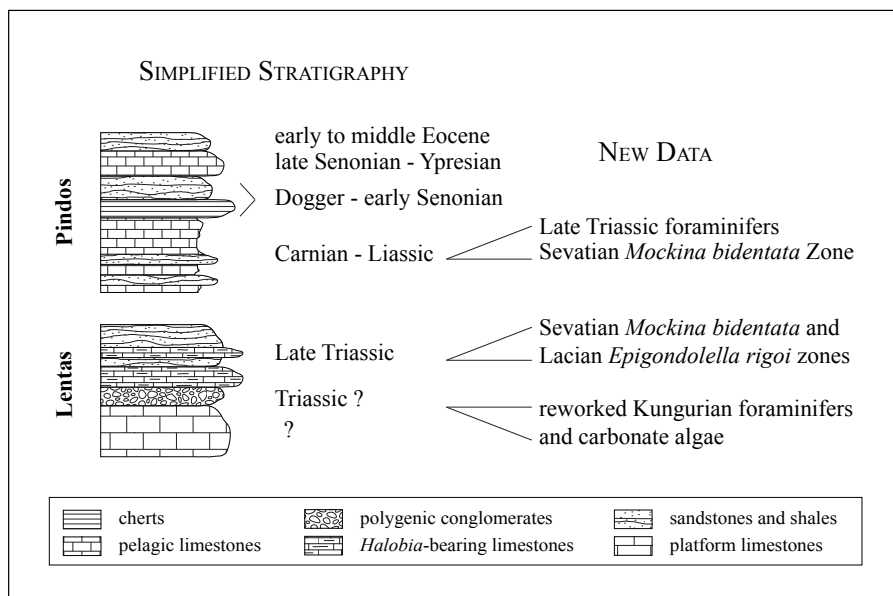 SIMPLIFIED STRATIGRAPHY
NEW DATA
Pindos
early to middle Eocene
late Senonian - Ypresian
Dogger - early Senonian
Carnian - Liassic
Late Triassic foraminifers
Sevatian Mockina bidentata Zone
Lentas
Late Triassic
Sevatian Mockina bidentata and
Lacian Epigondolella rigoi zones
Triassic ?
?
reworked Kungurian foraminifers
and carbonate algae
cherts
polygenic conglomerates
sandstones and shales
pelagic limestones
Halobia-bearing limestones
platform limestones